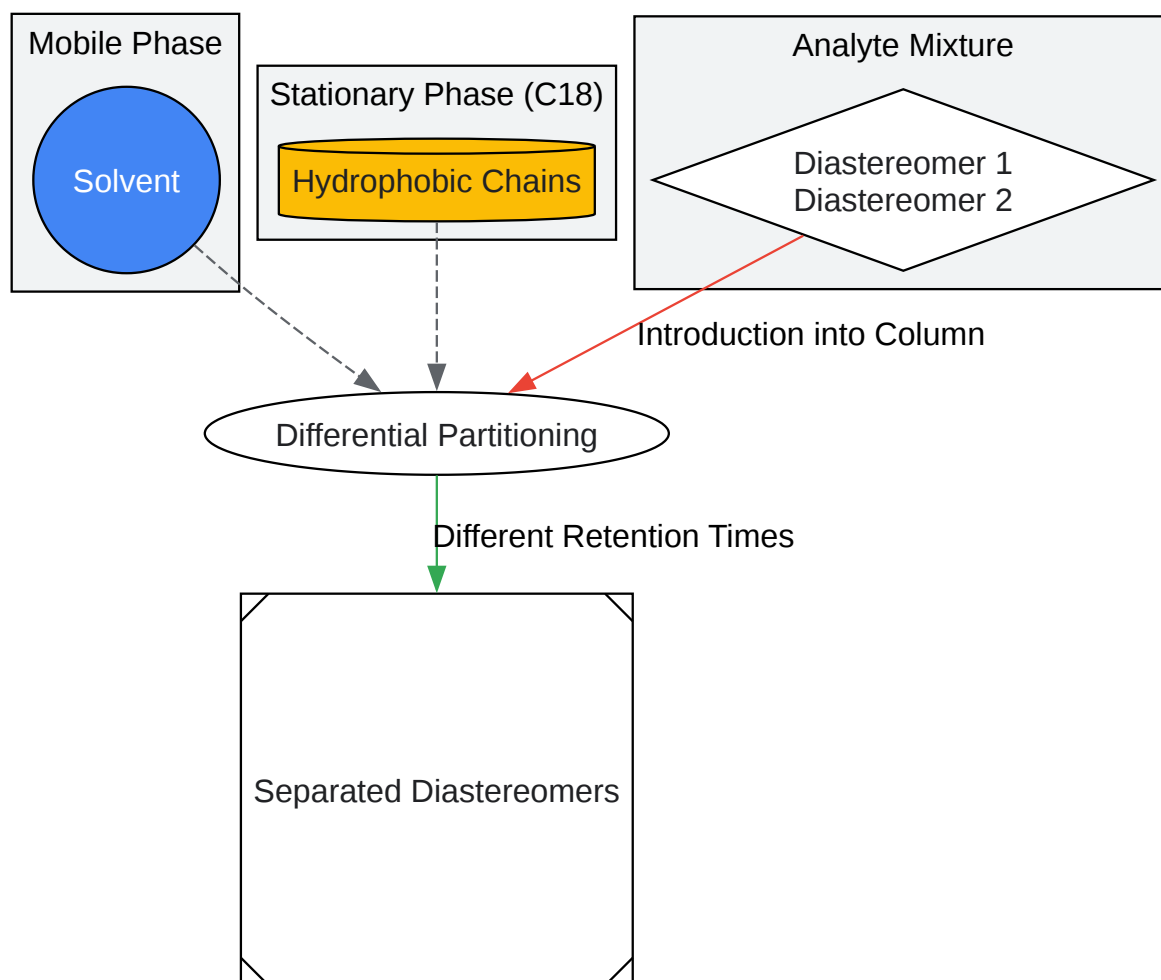 Mobile Phase
Solvent
Stationary Phase (C18)
Hydrophobic Chains
Analyte Mixture
Diastereomer 1
Diastereomer 2
Introduction into Column
Differential Partitioning
Different Retention Times
Separated Diastereomers